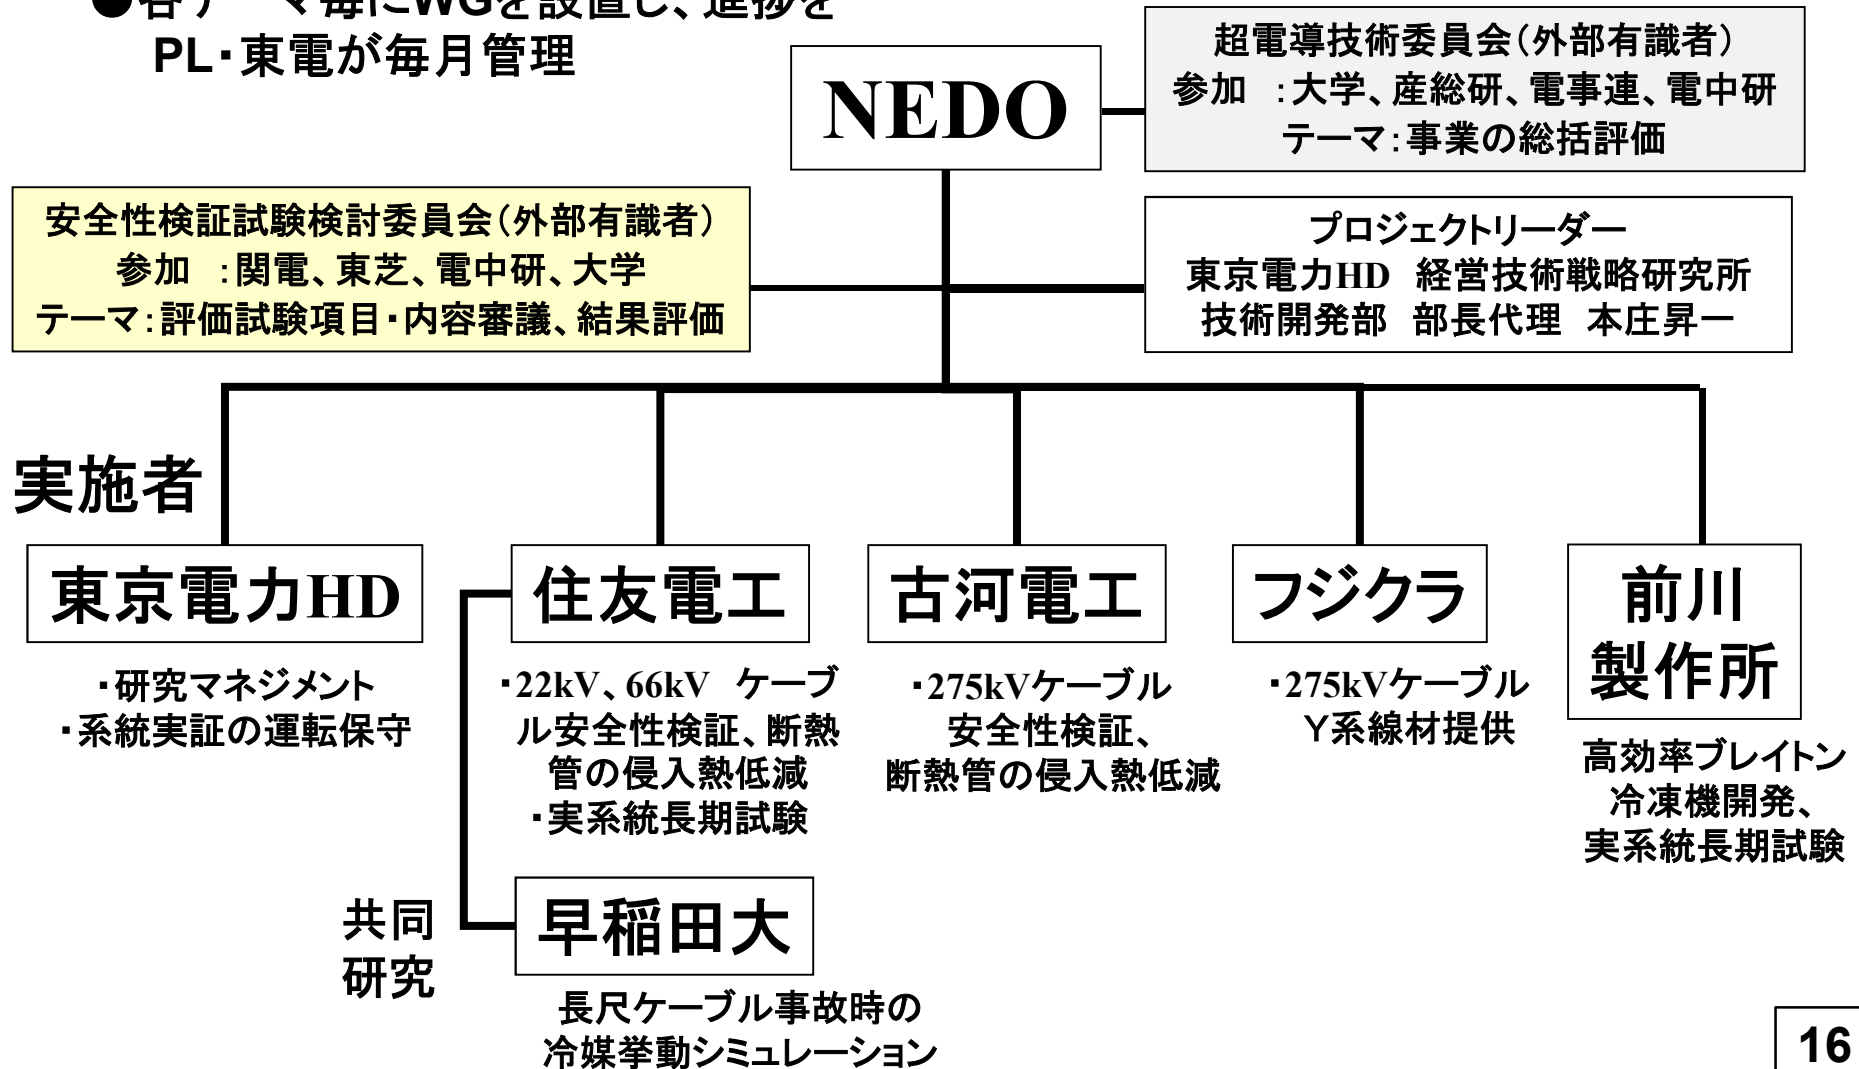 ●各テーマ毎にWGを設置し、進捗を
PL・東電が毎月管理
NEDO
超電導技術委員会(外部有識者)
参加 :大学、産総研、電事連、電中研
テーマ:事業の総括評価
安全性検証試験検討委員会(外部有識者)
参加 :関電、東芝、電中研、大学
テーマ:評価試験項目・内容審議、結果評価
プロジェクトリーダー
東京電力HD 経営技術戦略研究所
技術開発部 部長代理 本庄昇一
実施者
東京電力HD
・研究マネジメント
・系統実証の運転保守
住友電工
・22kV、66kV ケーブ
ル安全性検証、断熱
管の侵入熱低減
・実系統長期試験
古河電工
・275kVケーブル
安全性検証、
断熱管の侵入熱低減
フジクラ
・275kVケーブル
Y系線材提供
前川
製作所
高効率ブレイトン
冷凍機開発、
実系統長期試験
共同
研究
早稲田大
長尺ケーブル事故時の
冷媒挙動シミュレーション
16